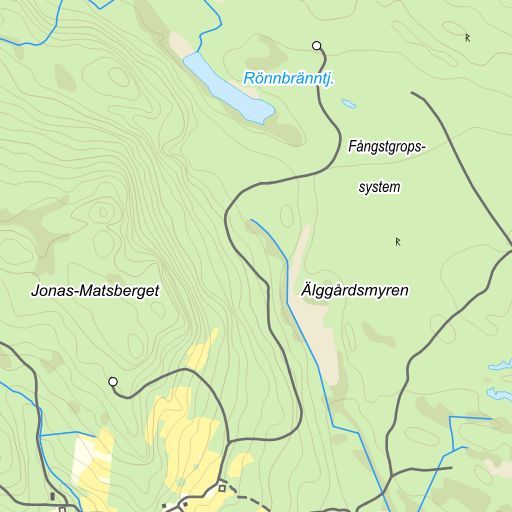 Rönnbränntj.
Fångstgrops-
system
R
R
Jonas-Matsberget
Älggårdsmyren